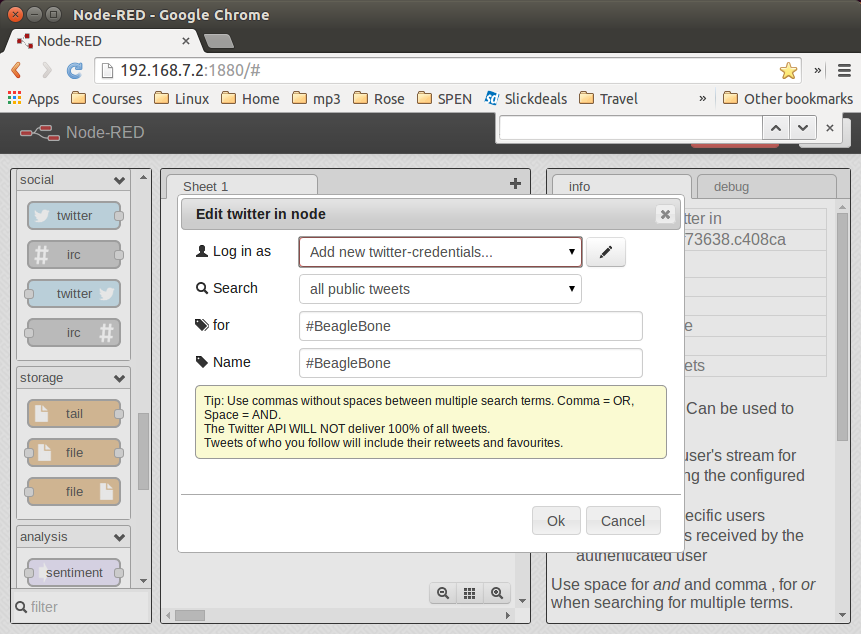 Node-RED - Google Chrome
Node-RED
192.168.7.2:1880/#
Apps Courses Linux Home mp3 Rose SPEN Slickdeals Travel » Other bookmarks
Node-RED
social
twitter
irc
twitter
irc
storage
tail
file
file
analysis
sentiment
filter
Sheet 1
Edit twitter in node
Log in as Add new twitter-credentials...
Search all public tweets
for #BeagleBone
Name #BeagleBone
Tip: Use commas without spaces between multiple search terms. Comma = OR,
Space = AND.
The Twitter API WILL NOT deliver 100% of all tweets.
Tweets of who you follow will include their retweets and favourites.
Ok Cancel
info debug
tter in
73638.c408ca
e
ets
Can be used to
user's stream for
ng the configured
ecific users
s received by the
authenticated user
Use space for and and comma , for or
when searching for multiple terms.